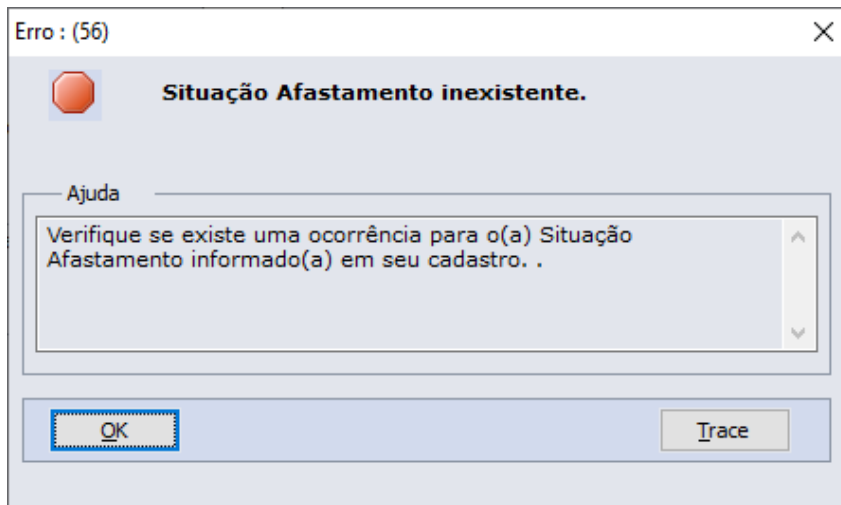 Erro : (56)
Situação Afastamento inexistente.
Ajuda
Verifique se existe uma ocorrência para o(a) Situação
Afastamento informado(a) em seu cadastro. .
OK
Trace